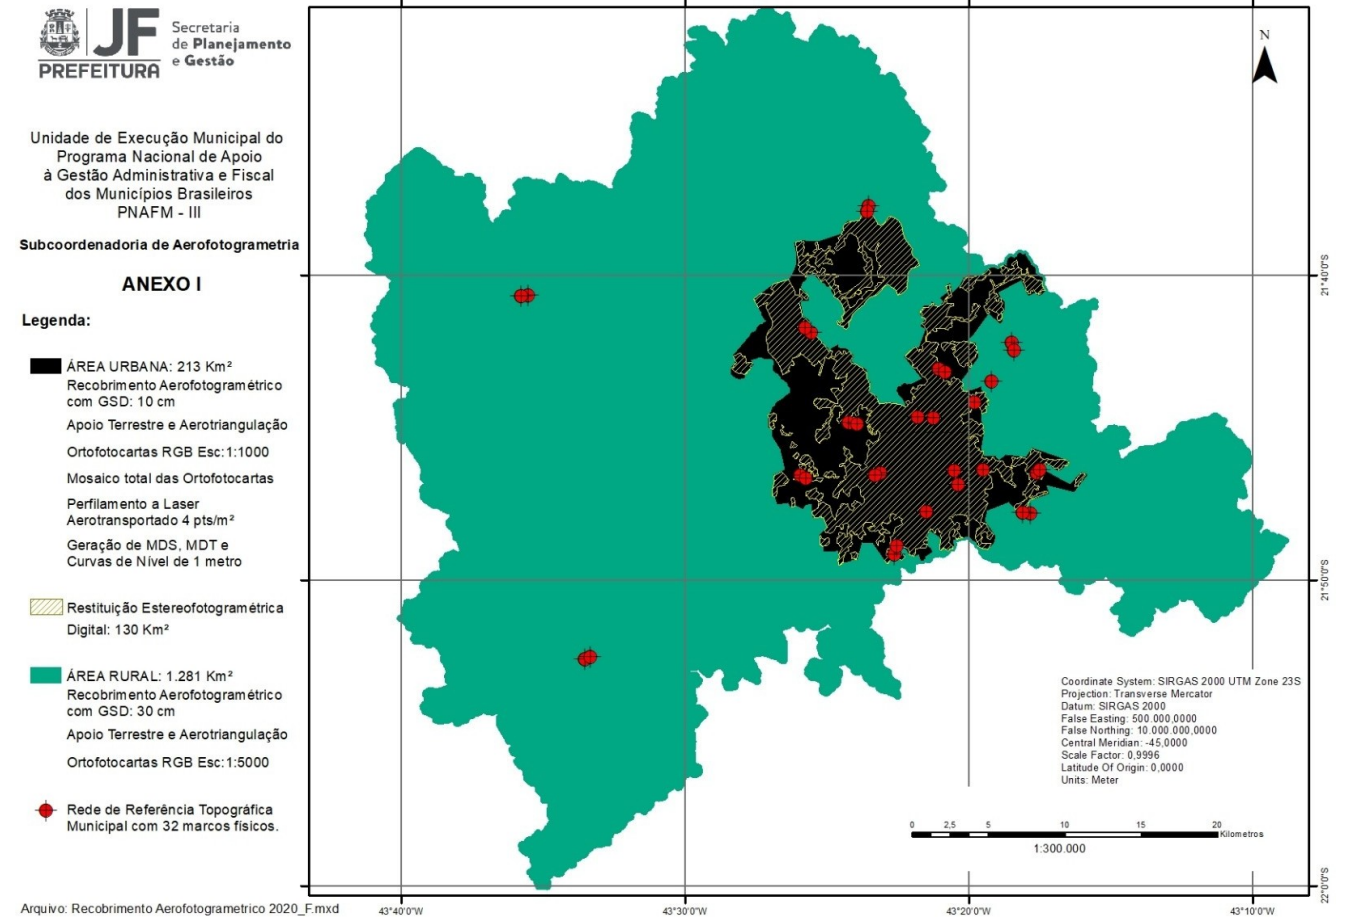 JF
PREFEITURA
Secretaria
de Planejamento
e Gestão
Unidade de Execução Municipal do
Programa Nacional de Apoio
à Gestão Administrativa e Fiscal
dos Municípios Brasileiros
PNAFM - III
Subcoordenadoria de Aerofotogrametria
ANEXO I
Legenda:
ÁREA URBANA: 213 Km²
Recobrimento Aerofotogramétrico
com GSD: 10 cm
Apoio Terrestre e Aerotriangulação
Ortofotocartas RGB Esc:1:1000
Mosaico total das Ortofotocartas
Perfilamento a Laser
Aerotransportado 4 pts/m²
Geração de MDS, MDT e
Curvas de Nível de 1 metro
Restituição Estereofotogramétrica
Digital: 130 Km²
ÁREA RURAL: 1.281 Km²
Recobrimento Aerofotogramétrico
com GSD: 30 cm
Apoio Terrestre e Aerotriangulação
Ortofotocartas RGB Esc:1:5000
Rede de Referência Topográfica
Municipal com 32 marcos físicos.
Arquivo: Recobrimento Aerofotogrametrico 2020_F.mxd
N
21°40'0"S
21°50'0"S
22°0'0"S
Coordinate System: SIRGAS 2000 UTM Zone 23S
Projection: Transverse Mercator
Datum: SIRGAS 2000
False Easting: 500.000,0000
False Northing: 10.000.000,0000
Central Meridian: -45,0000
Scale Factor: 0,9996
Latitude Of Origin: 0,0000
Units: Meter
0 2,5 5 10 15 20
Kilometros
1:300.000
43°40'0"W 43°30'0"W 43°20'0"W 43°10'0"W